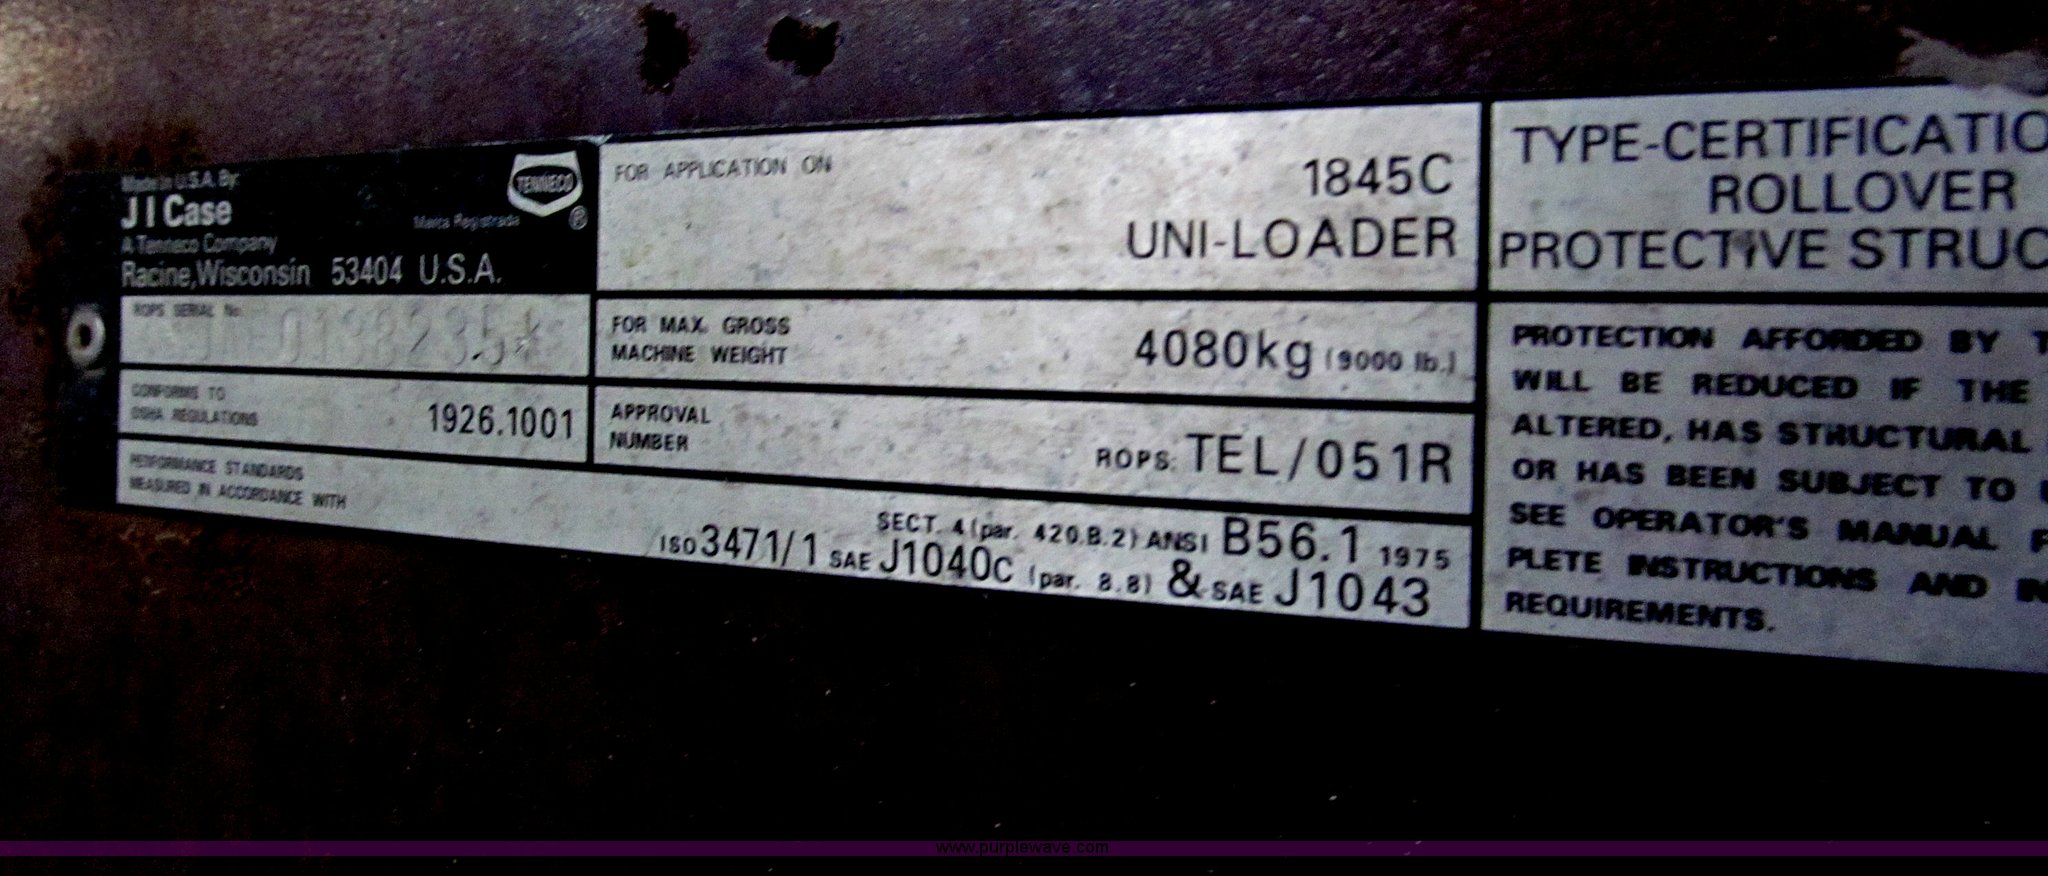 Made in U.S.A. By:
J I Case
A Tenneco Company
Racine, Wisconsin 53404 U.S.A.
TENNECO
®
Marca Registrada
ROPS SERIAL No.
CONFORMS TO
OSHA REGULATIONS
1926.1001
PERFORMANCE STANDARDS
MEASURED IN ACCORDANCE WITH
SECT. 4 (par. 420.B.2) ANSI B56.1 1975
ISO 3471/1 SAE J1040c (par. 8.8) & SAE J1043
FOR APPLICATION ON
1845C
UNI-LOADER
FOR MAX. GROSS
MACHINE WEIGHT
4080kg (9000 lb.)
APPROVAL
NUMBER
ROPS: TEL/051R
TYPE-CERTIFICATIO
ROLLOVER
PROTECTIVE STRUC
PROTECTION AFFORDED BY T
WILL BE REDUCED IF THE
ALTERED, HAS STRUCTURAL
OR HAS BEEN SUBJECT TO
SEE OPERATOR'S MANUAL F
PLETE INSTRUCTIONS AND IN
REQUIREMENTS.
www.purplewave.com